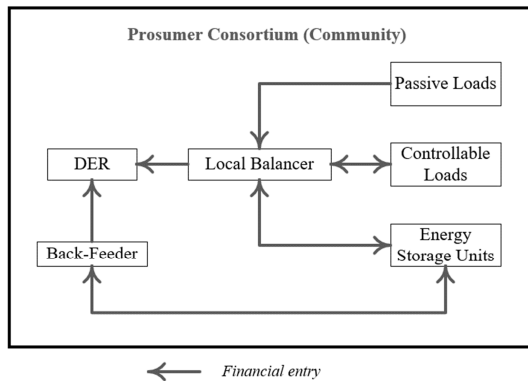 Prosumer Consortium (Community)
Passive Loads
DER
Local Balancer
Controllable
Loads
Back-Feeder
Energy
Storage Units
Financial entry